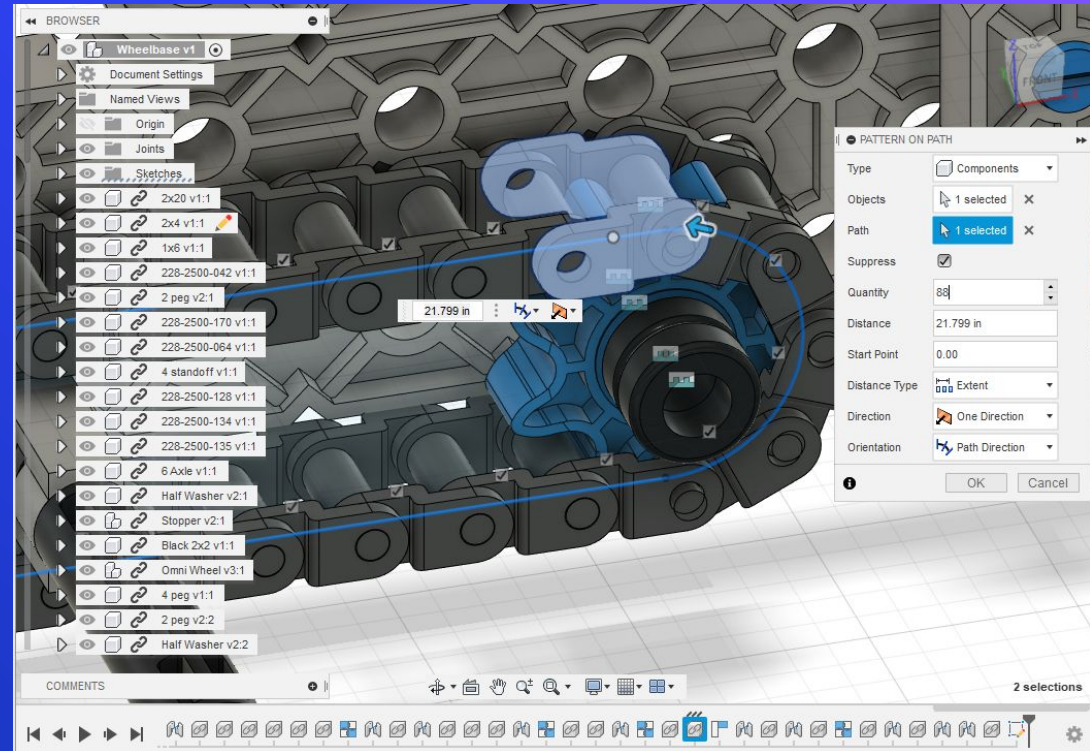 BROWSER
Wheelbase v1
Document Settings
Named Views
Origin
Joints
Sketches
2x20 v1:1
2x4 v1:1
1x6 v1:1
228-2500-042 v1:1
2 peg v2:1
228-2500-170 v1:1
228-2500-064 v1:1
4 standoff v1:1
228-2500-128 v1:1
228-2500-134 v1:1
228-2500-135 v1:1
6 Axle v1:1
Half Washer v2:1
Stopper v2:1
Black 2x2 v1:1
Omni Wheel v3:1
4 peg v1:1
2 peg v2:2
Half Washer v2:2
COMMENTS
21.799 in
Z
TOP
FRONT
PATTERN ON PATH
Type Components
Objects 1 selected
Path 1 selected
Suppress
Quantity 88
Distance 21.799 in
Start Point 0.00
Distance Type Extent
Direction One Direction
Orientation Path Direction
OK Cancel
2 selections